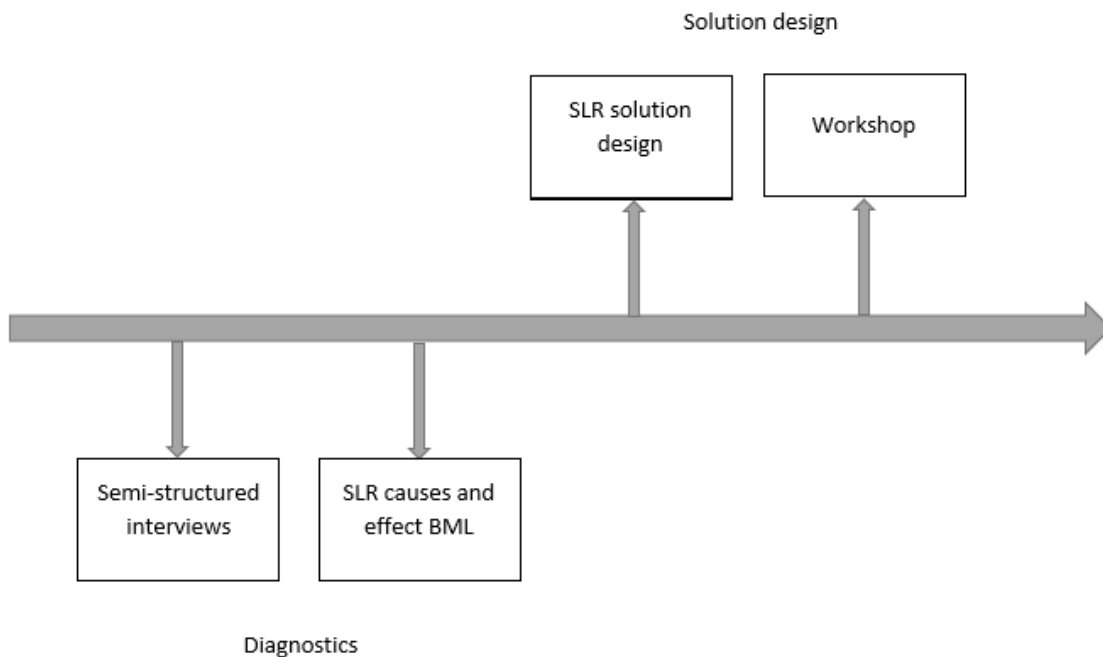 Solution design
SLR solution
design
Workshop
Semi-structured
interviews
SLR causes and
effect BML
Diagnostics